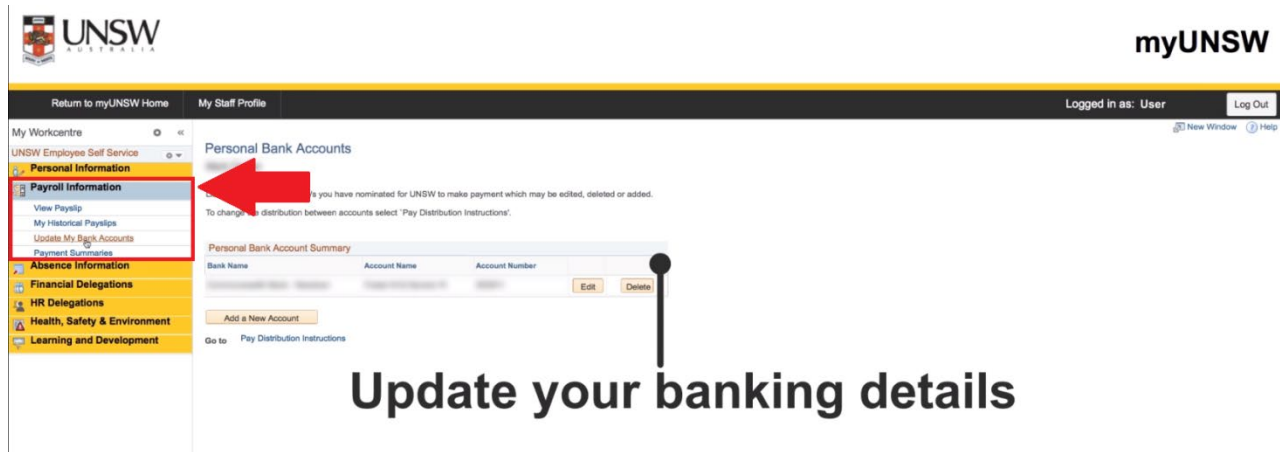 UNSW
AUSTRALIA
myUNSW
Return to myUNSW Home My Staff Profile Logged in as: User Log Out
My Workcentre New Window Help
UNSW Employee Self Service
Personal Information
Payroll Information
View Payslip
My Historical Payslips
Update My Bank Accounts
Payment Summaries
Absence Information
Financial Delegations
HR Delegations
Health, Safety & Environment
Learning and Development
Personal Bank Accounts
you have nominated for UNSW to make payment which may be edited, deleted or added.
To change distribution between accounts select `Pay Distribution Instructions'.
Personal Bank Account Summary
Bank Name Account Name Account Number
Edit Delete
Add a New Account
Go to Pay Distribution Instructions
Update your banking details